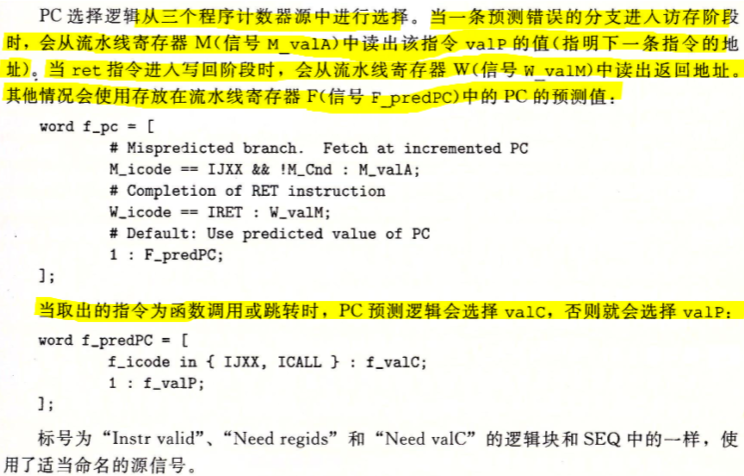 PC 选择逻辑从三个程序计数器源中进行选择。当一条预测错误的分支进入访存阶段
时，会从流水线寄存器 M(信号 M_valA)中读出该指令 valP 的值(指明下一条指令的地
址)。当 ret 指令进入写回阶段时，会从流水线寄存器 W(信号 W_valM)中读出返回地址。
其他情况会使用存放在流水线寄存器 F(信号 F_predPC)中的 PC 的预测值：
word f_pc = [
# Mispredicted branch. Fetch at incremented PC
M_icode == IJXX && !M_Cnd : M_valA;
# Completion of RET instruction
W_icode == IRET : W_valM;
# Default: Use predicted value of PC
1 : F_predPC;
];
当取出的指令为函数调用或跳转时，PC 预测逻辑会选择 valC，否则就会选择 valP：
word f_predPC = [
f_icode in { IJXX, ICALL } : f_valC;
1 : f_valP;
];
标号为“Instr valid”、“Need regids”和“Need valC”的逻辑块和 SEQ 中的一样，使
用了适当命名的源信号。